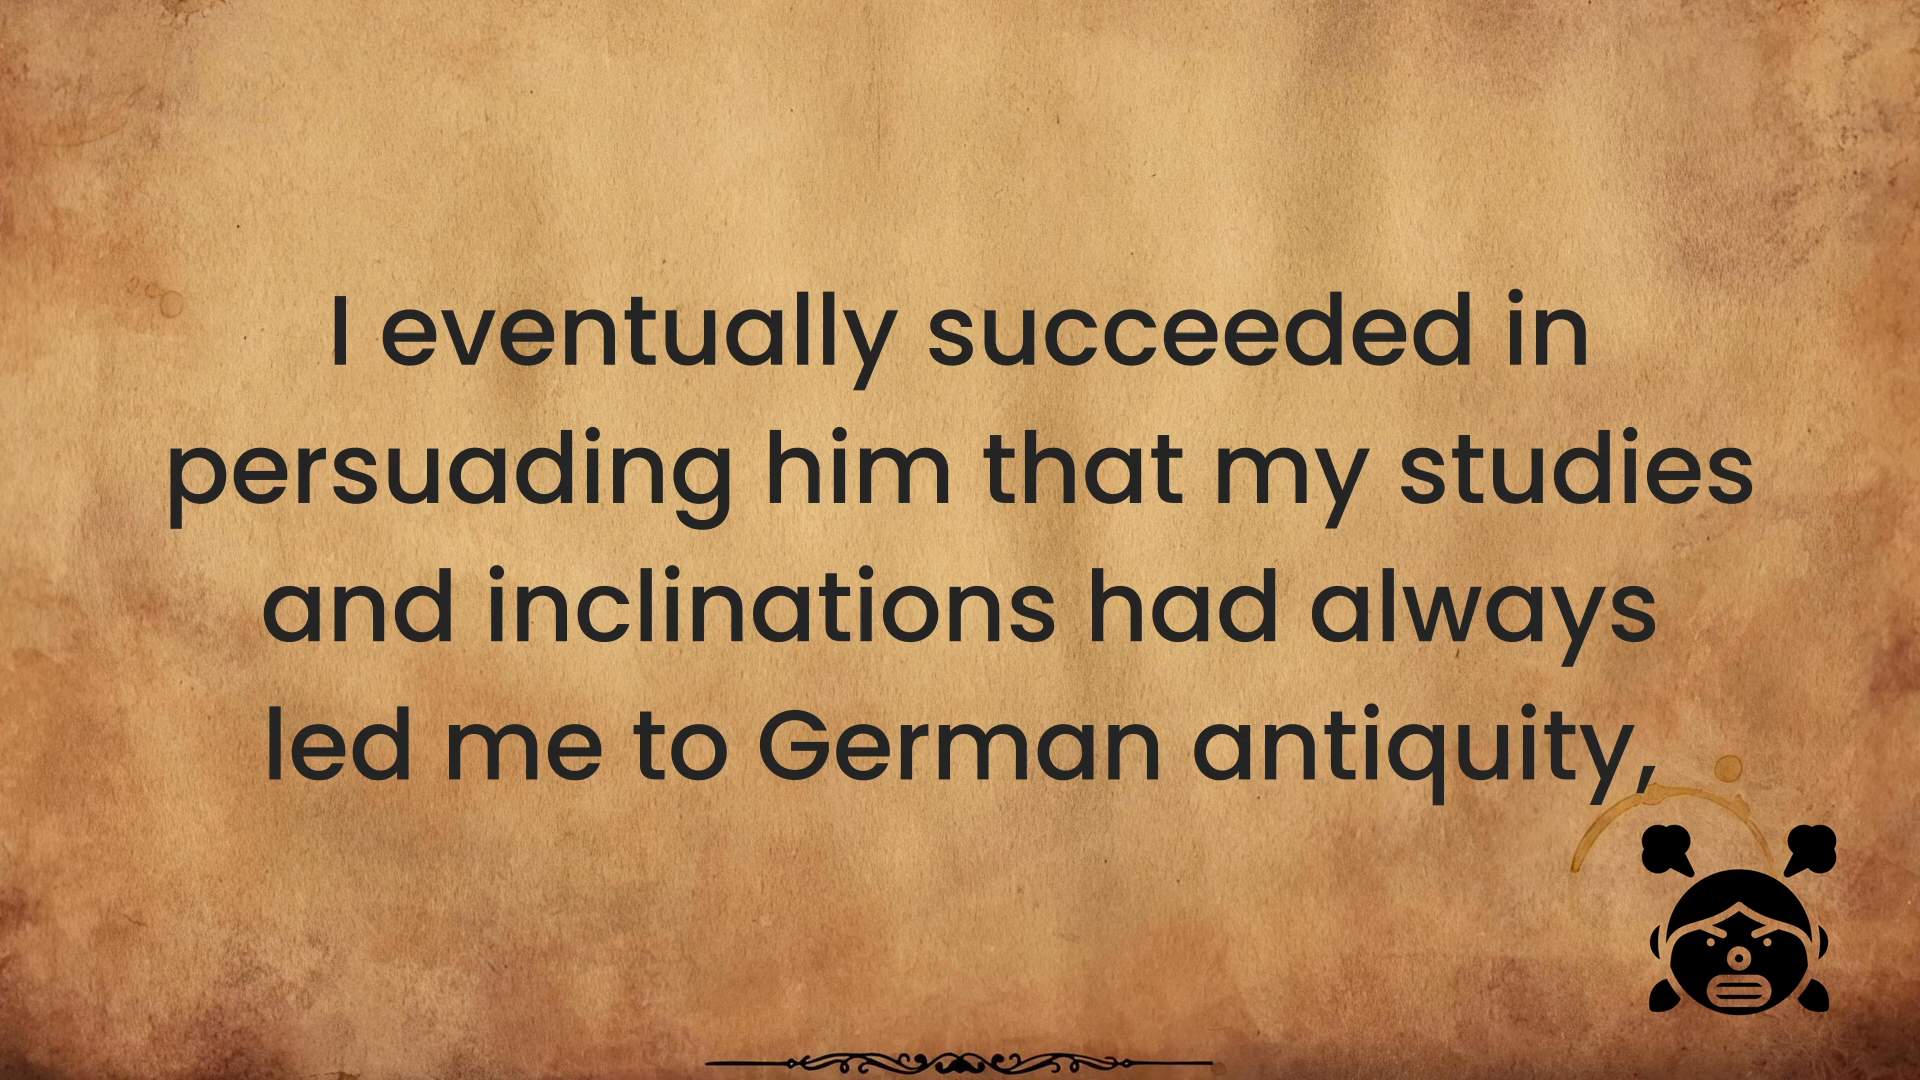 I eventually succeeded in
persuading him that my studies
and inclinations had always
led me to German antiquity,